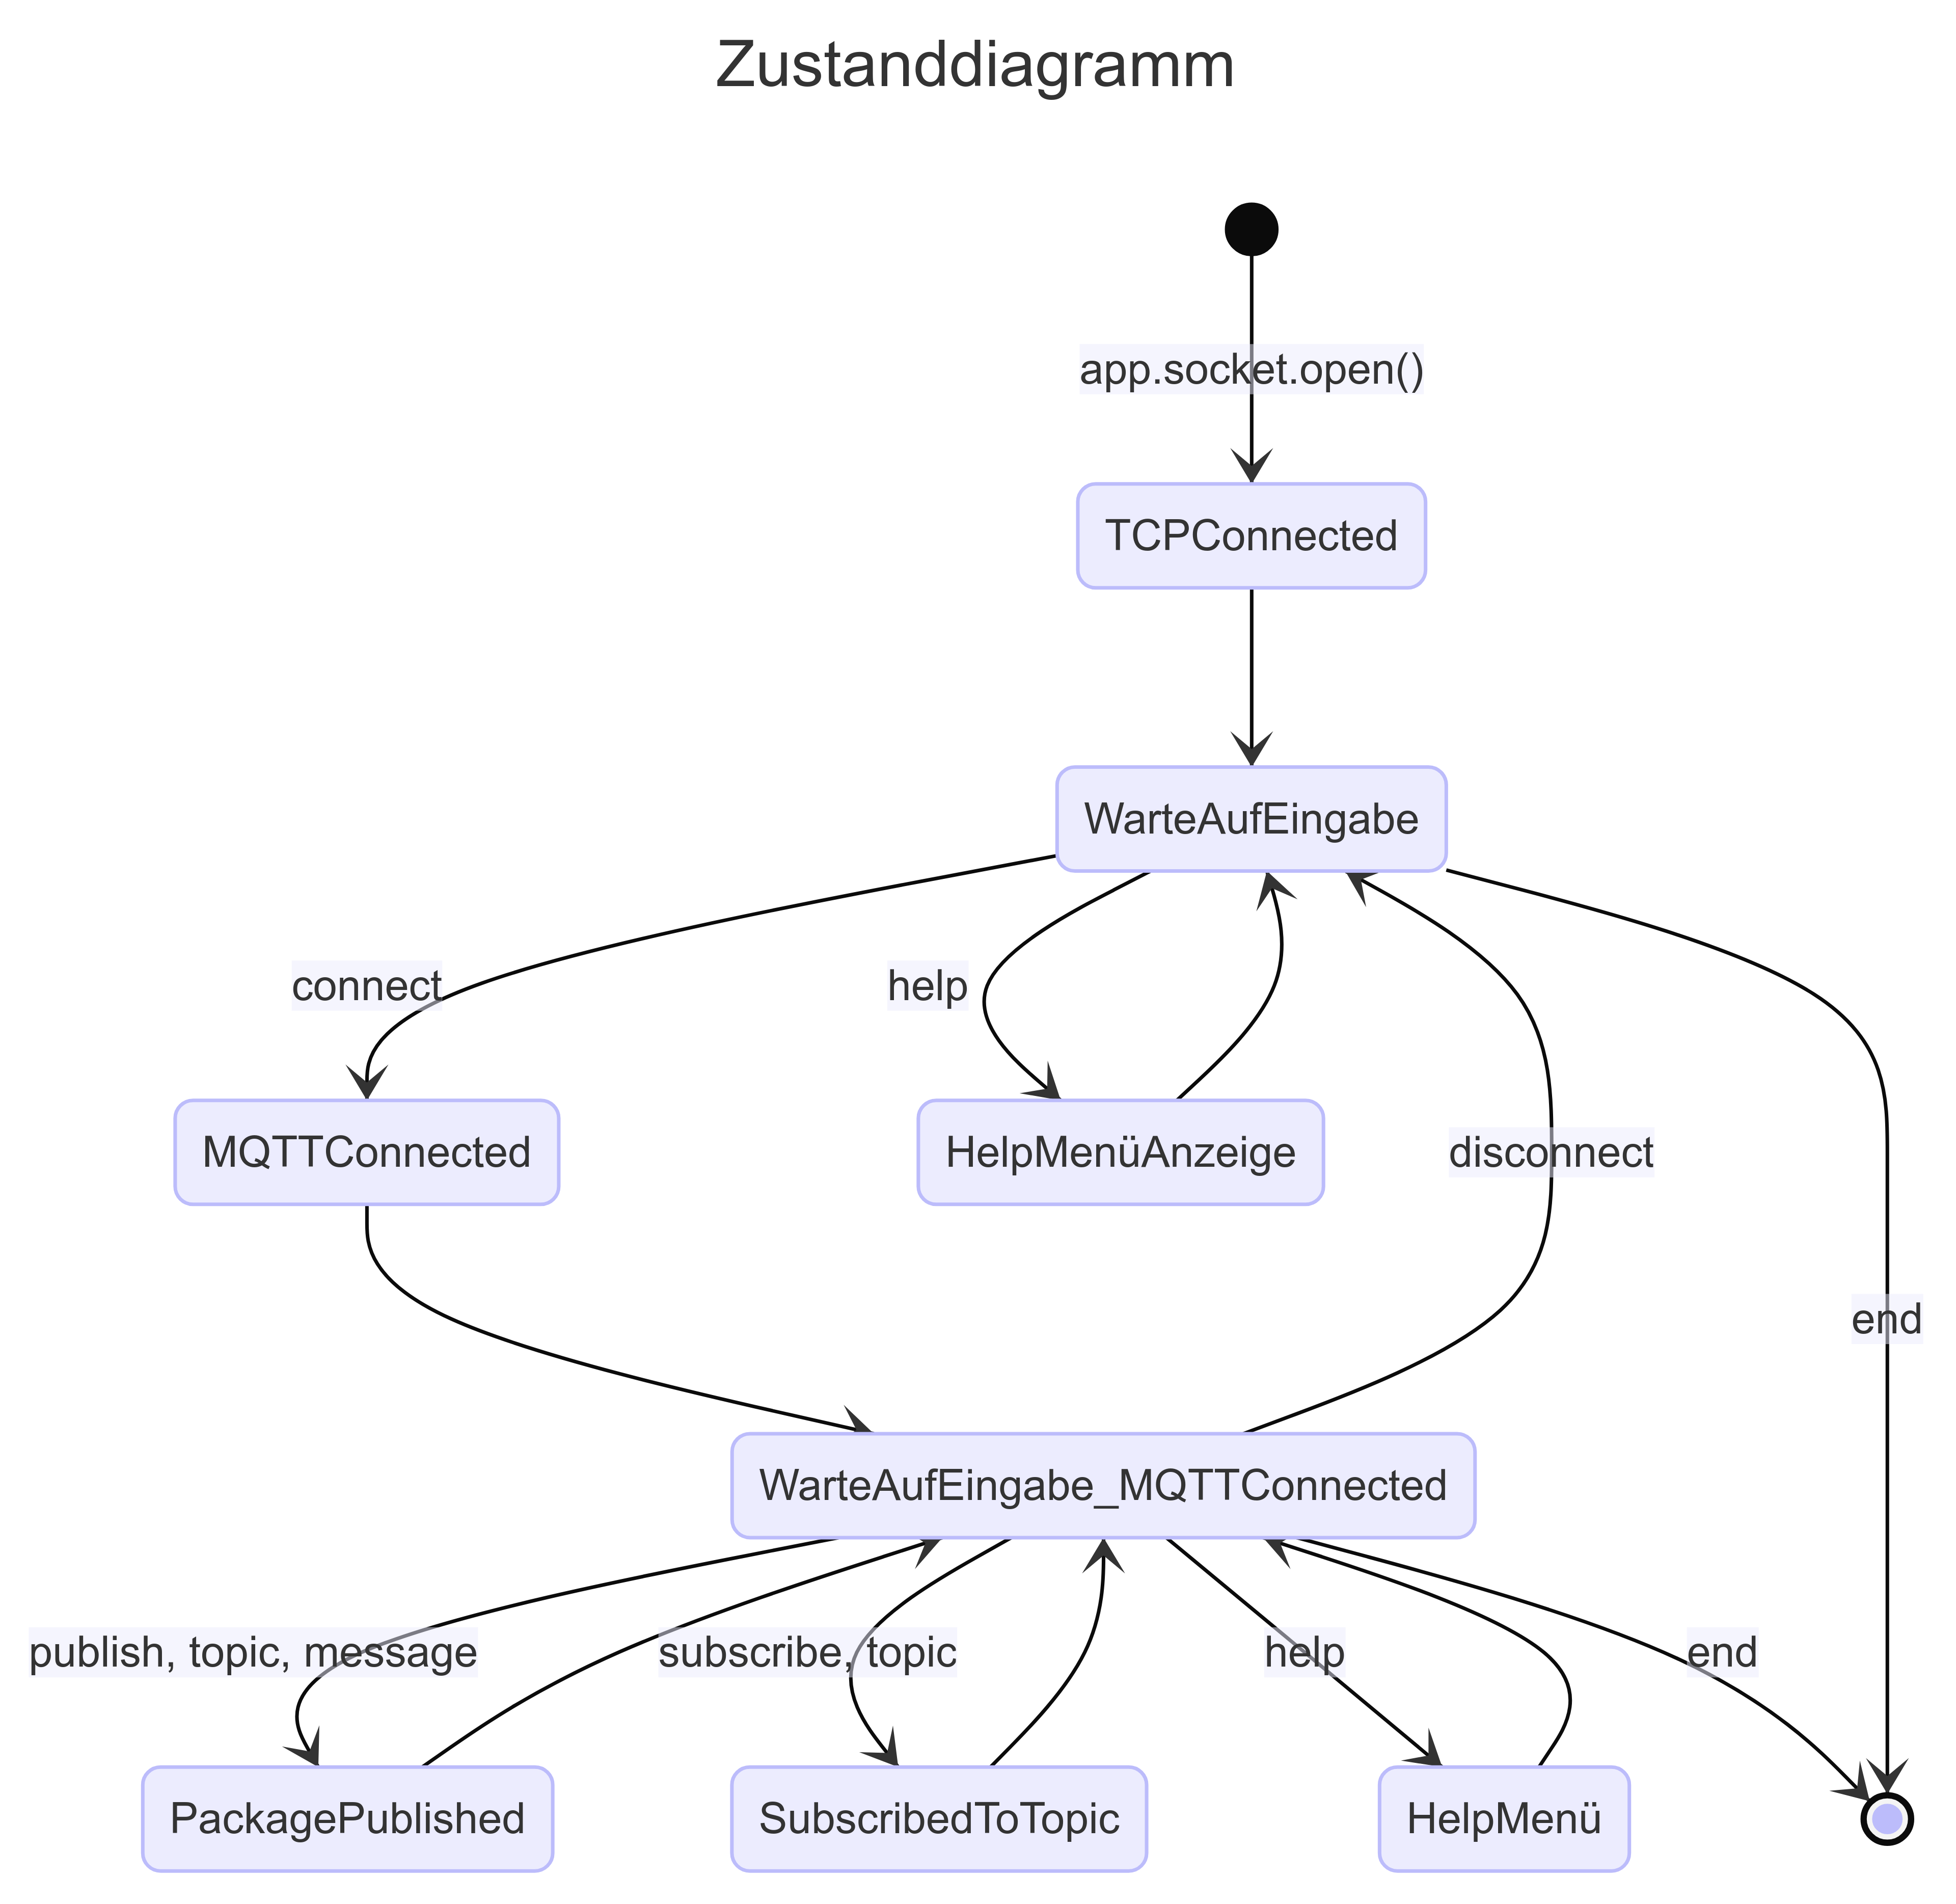 Zustanddiagramm
app.socket.open()
TCPConnected
WarteAufEingabe
connect
help
MQTTConnected
HelpMenüAnzeige
disconnect
end
WarteAufEingabe_MQTTConnected
publish, topic, message
subscribe, topic
help
end
PackagePublished
SubscribedToTopic
HelpMenü